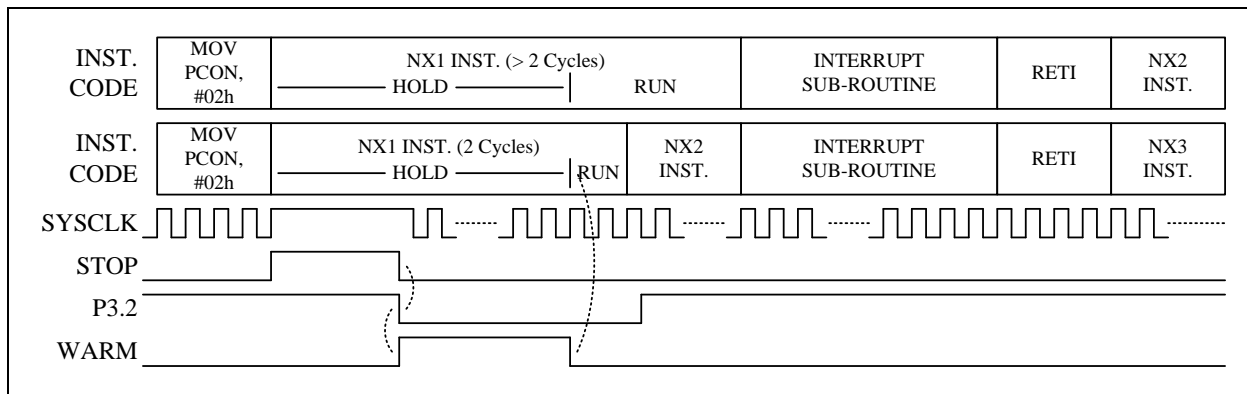 INST.
CODE
MOV
PCON,
#02h
NX1 INST. (> 2 Cycles)
HOLD
RUN
INTERRUPT
SUB-ROUTINE
RETI
NX2
INST.
INST.
CODE
MOV
PCON,
#02h
NX1 INST. (2 Cycles)
HOLD
RUN
NX2
INST.
INTERRUPT
SUB-ROUTINE
RETI
NX3
INST.
SYSCLK
STOP
P3.2
WARM